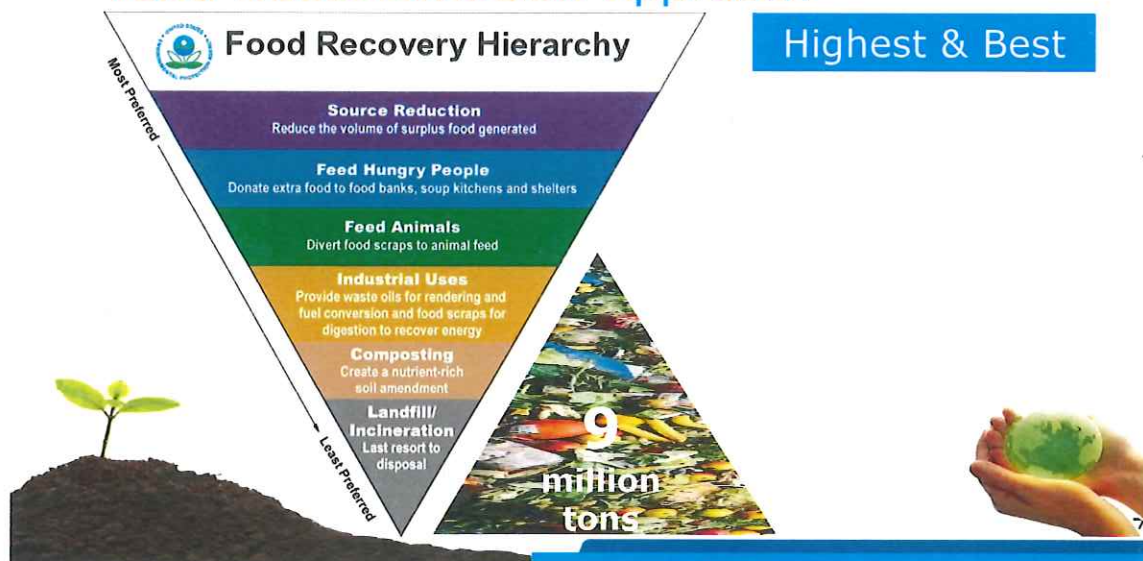 Food Recovery Hierarchy
Highest & Best
Most Preferred
Source Reduction
Reduce the volume of surplus food generated
Feed Hungry People
Donate extra food to food banks, soup kitchens and shelters
Feed Animals
Divert food scraps to animal feed
Industrial Uses
Provide waste oils for rendering and
fuel conversion and food scraps for
digestion to recover energy
Composting
Create a nutrient-rich
soil amendment
Landfill/
Incineration
Last resort to
disposal
Least Preferred
9
million
tons
7